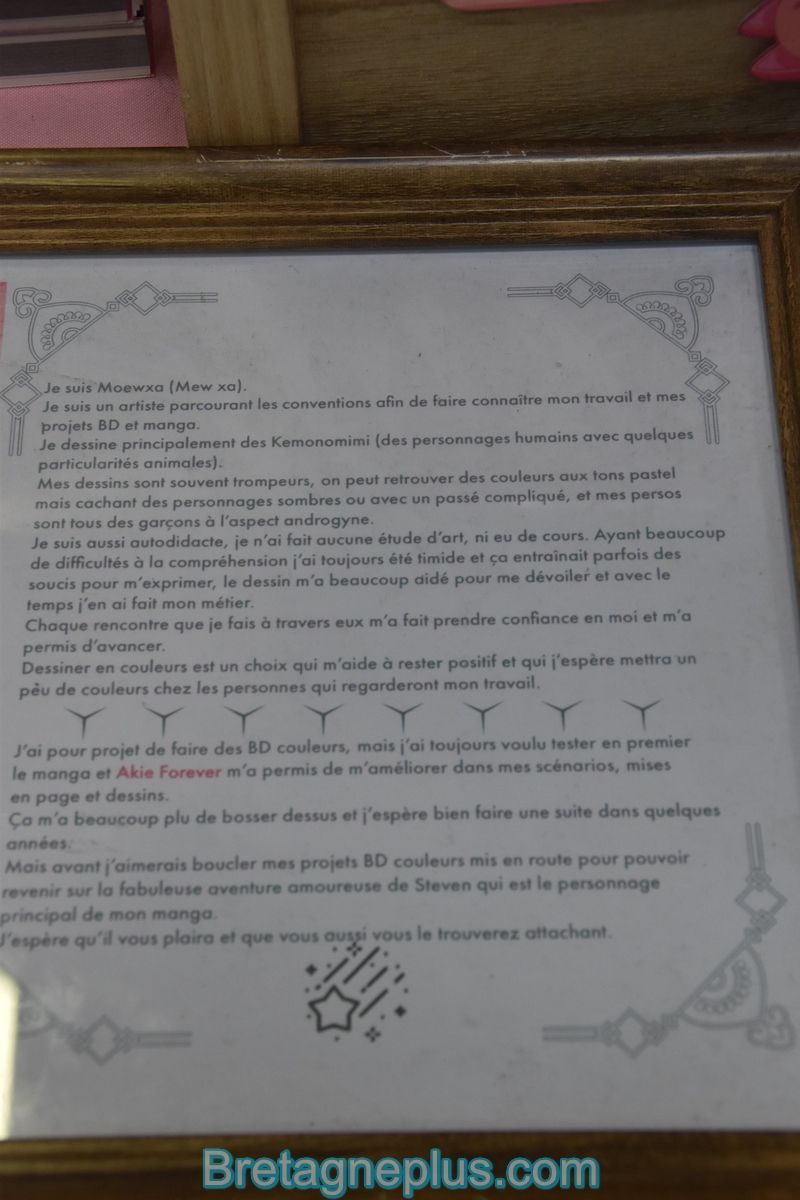 Je suis Moewxa (Mew xa).
Je suis un artiste parcourant les conventions afin de faire connaître mon travail et mes
projets BD et manga.
Je dessine principalement des Kemonomimi (des personnages humains avec quelques
particularités animales).
Mes dessins sont souvent trompeurs, on peut retrouver des couleurs aux tons pastel
mais cachant des personnages sombres ou avec un passé compliqué, et mes persos
sont tous des garçons à l'aspect androgyne.
Je suis aussi autodidacte, je n'ai fait aucune étude d'art, ni eu de cours. Ayant beaucoup
de difficultés à la compréhension j'ai toujours été timide et ça entraînait parfois des
soucis pour m'exprimer, le dessin m'a beaucoup aidé pour me dévoiler et avec le
temps j'en ai fait mon métier.
Chaque rencontre que je fais à travers eux m'a fait prendre confiance en moi et m'a
permis d'avancer.
Dessiner en couleurs est un choix qui m'aide à rester positif et qui j'espère mettra un
peu de couleurs chez les personnes qui regarderont mon travail.
J'ai pour projet de faire des BD couleurs, mais j'ai toujours voulu tester en premier
le manga et Akie Forever m'a permis de m'améliorer dans mes scénarios, mises
en page et dessins.
Ça m'a beaucoup plu de bosser dessus et j'espère bien faire une suite dans quelques
années.
Mais avant j'aimerais boucler mes projets BD couleurs mis en route pour pouvoir
revenir sur la fabuleuse aventure amoureuse de Steven qui est le personnage
principal de mon manga.
J'espère qu'il vous plaira et que vous aussi vous le trouverez attachant.
Bretagneplus.com